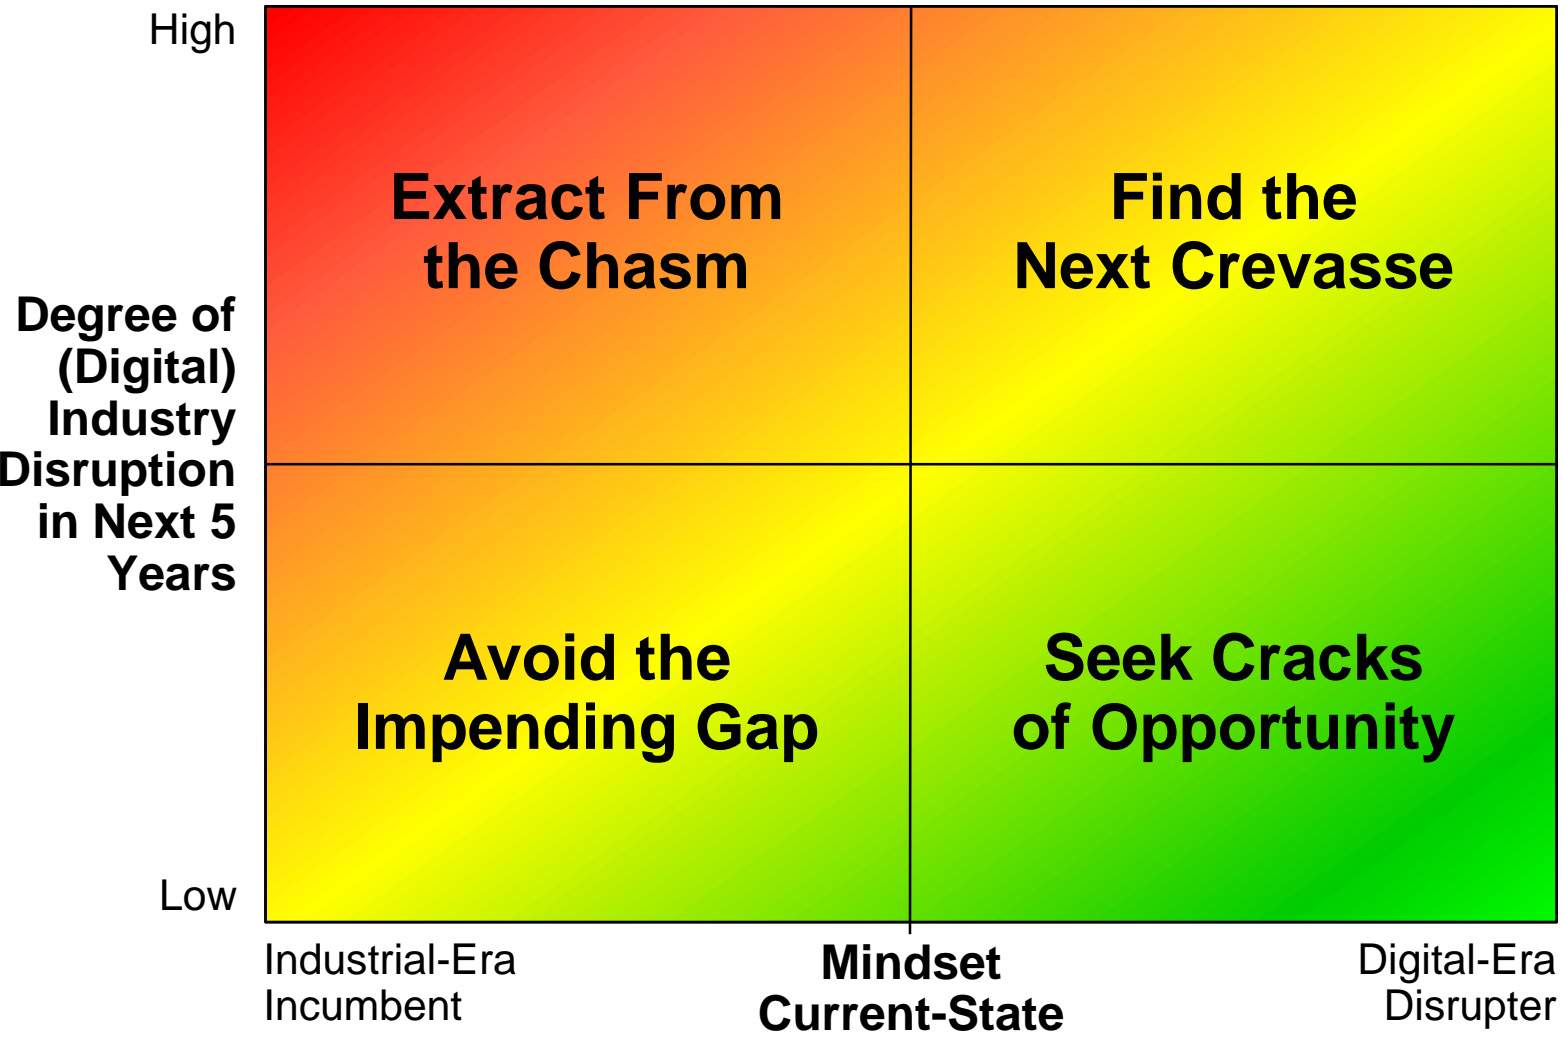 High
Extract From
the Chasm
Find the
Next Crevasse
Degree of
(Digital)
Industry
Disruption
in Next 5
Years
Avoid the
Impending Gap
Seek Cracks
of Opportunity
Low
Industrial-Era
Incumbent
Mindset
Current-State
Digital-Era
Disrupter